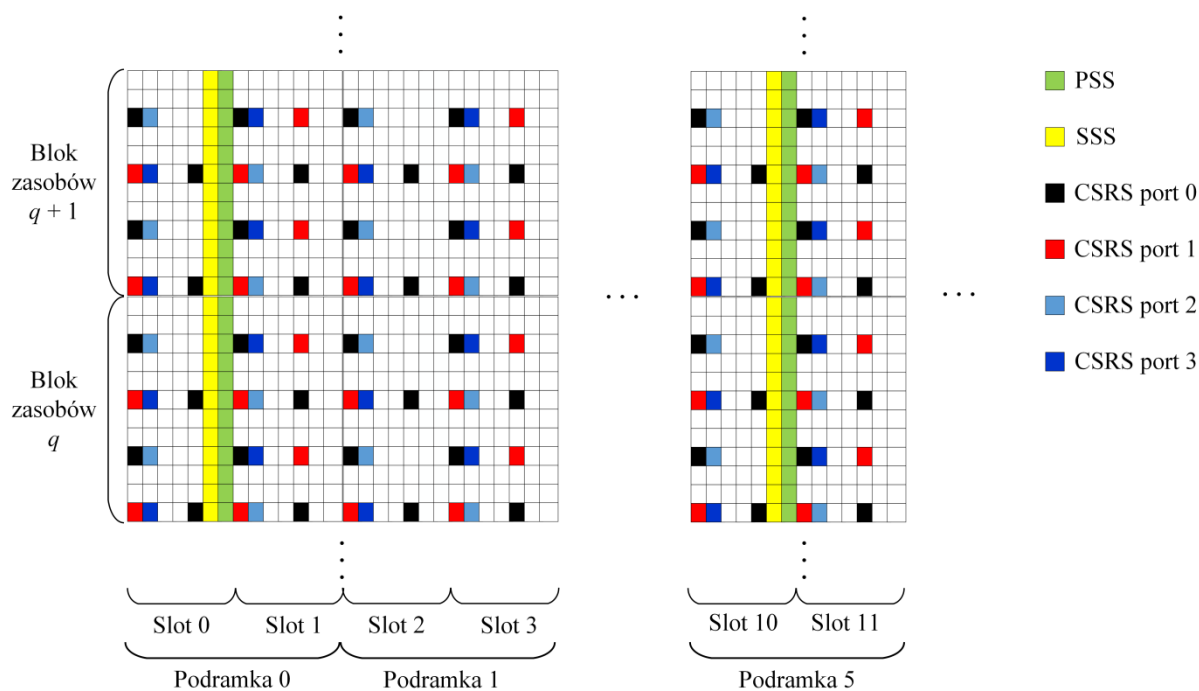 PSS
SSS
CSRS port 0
CSRS port 1
CSRS port 2
CSRS port 3
Blok
zasobów
q + 1
Blok
zasobów
q
Slot 0 Slot 1 Slot 2 Slot 3 Slot 10 Slot 11
Podramka 0 Podramka 1 Podramka 5